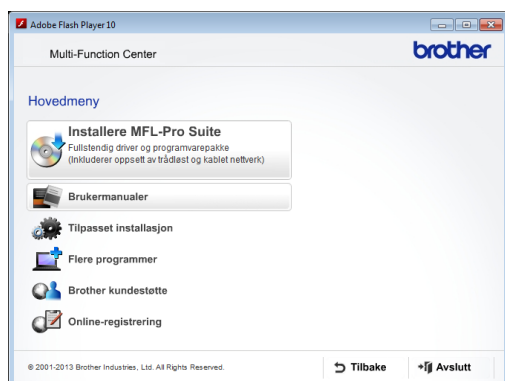 Adobe Flash Player 10
Multi-Function Center
brother
Hovedmeny
Installere MFL-Pro Suite
Fullstendig driver og programvarepakke
(Inkluderer oppsett av trådløst og kablet nettverk)
Brukermanualer
Tilpasset installasjon
Flere programmer
Brother kundestøtte
Online-registrering
© 2001-2013 Brother Industries, Ltd. All Rights Reserved.
Tilbake
Avslutt